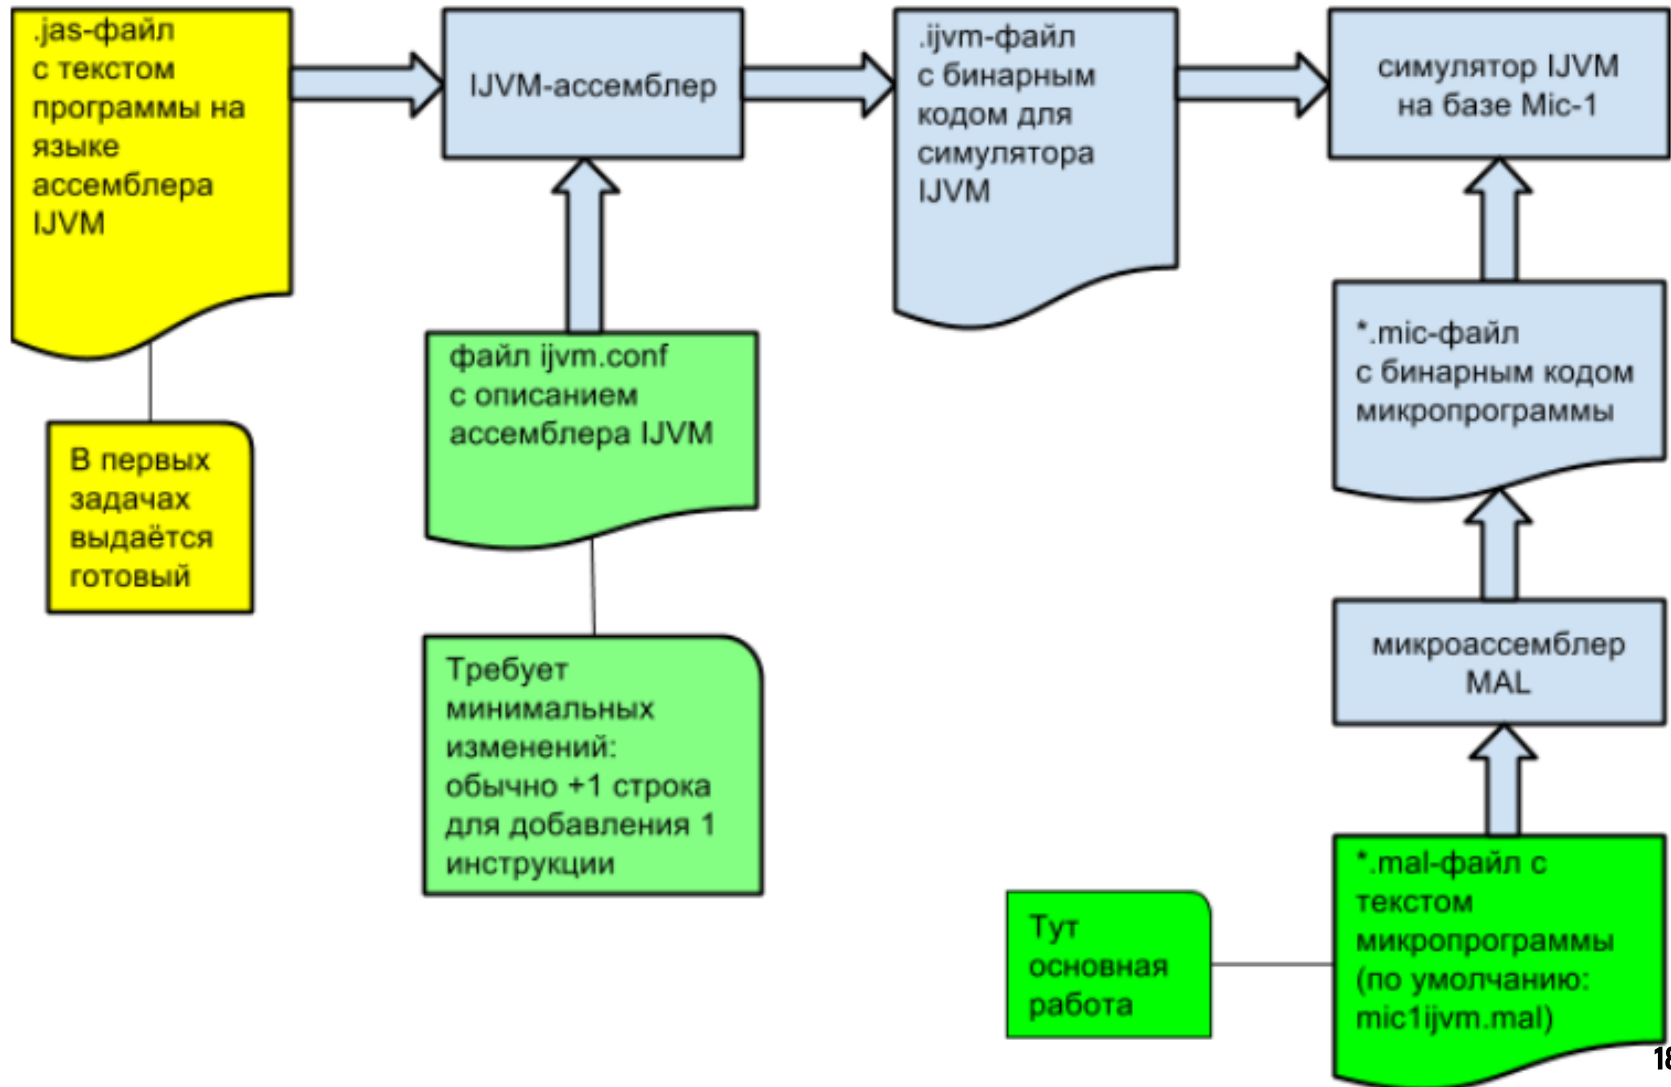 .jas-файл
с текстом
программы на
языке
ассемблера
IJVM
IJVM-ассемблер
.ijvm-файл
с бинарным
кодом для
симулятора
IJVM
симулятор IJVM
на базе Mic-1
В первых
задачах
выдаётся
готовый
файл ijvm.conf
с описанием
ассемблера IJVM
*.mic-файл
с бинарным кодом
микропрограммы
Требует
минимальных
изменений:
обычно +1 строка
для добавления 1
инструкции
микроассемблер
MAL
Тут
основная
работа
*.mal-файл с
текстом
микропрограммы
(по умолчанию:
mic1ijvm.mal)
18